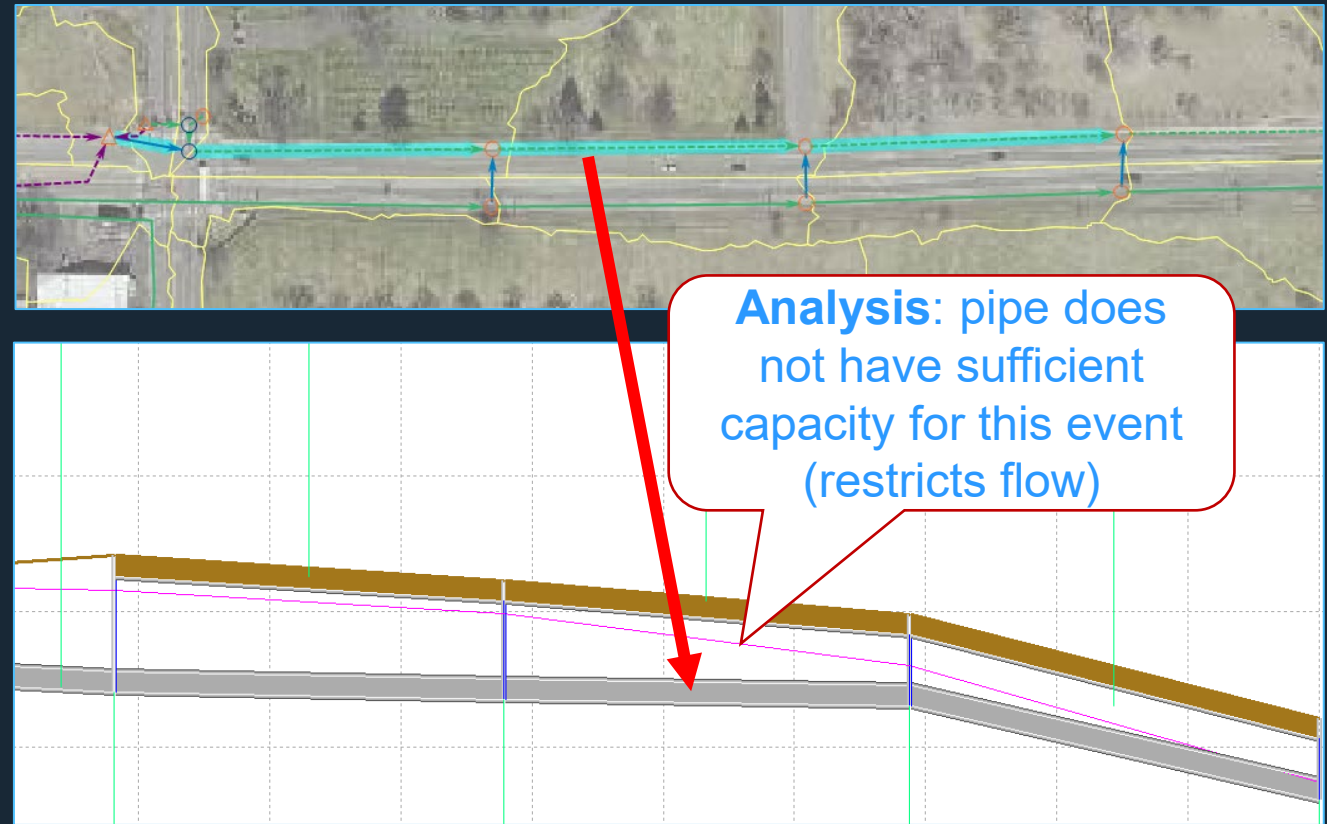 Analysis: pipe does
not have sufficient
capacity for this event
(restricts flow)